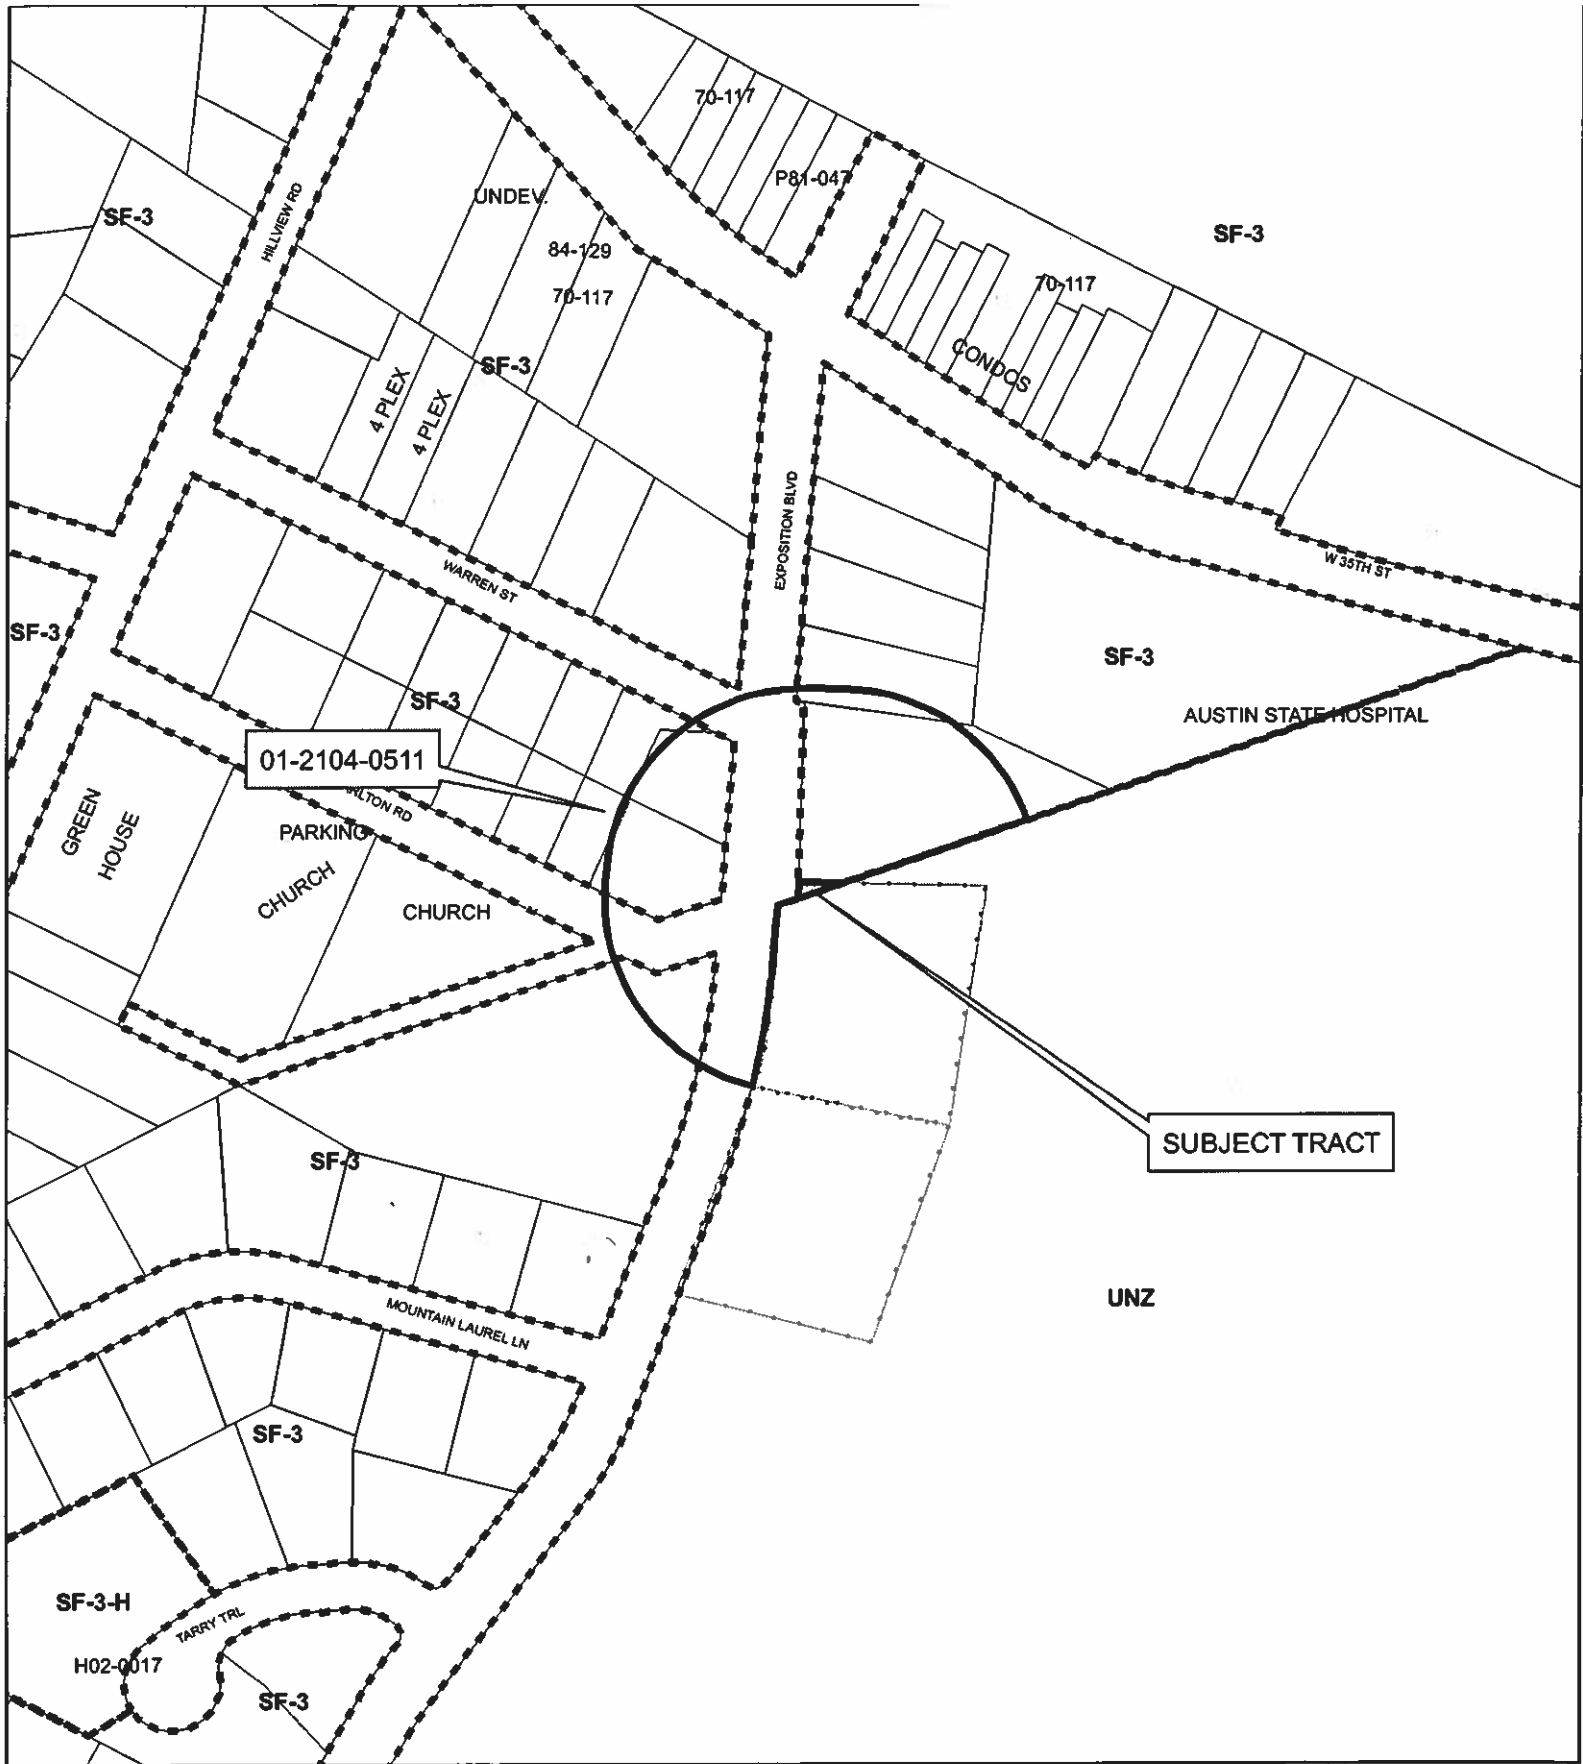 70-117
P81-047
UNDEV.
SF-3
HILLVIEW RD
SF-3
84-129
70-117
70-117
CONDOS
SF-3
4 PLEX
4 PLEX
EXPOSITION BLVD
WARREN ST
W 35TH ST
SF-3
SF-3
SF-3
AUSTIN STATE HOSPITAL
01-2104-0511
RLTON RD
GREEN
HOUSE
PARKING
CHURCH
CHURCH
SUBJECT TRACT
SF-3
UNZ
MOUNTAIN LAUREL LN
SF-3
SF-3-H
TARRY TRL
H02-0017
SF-3